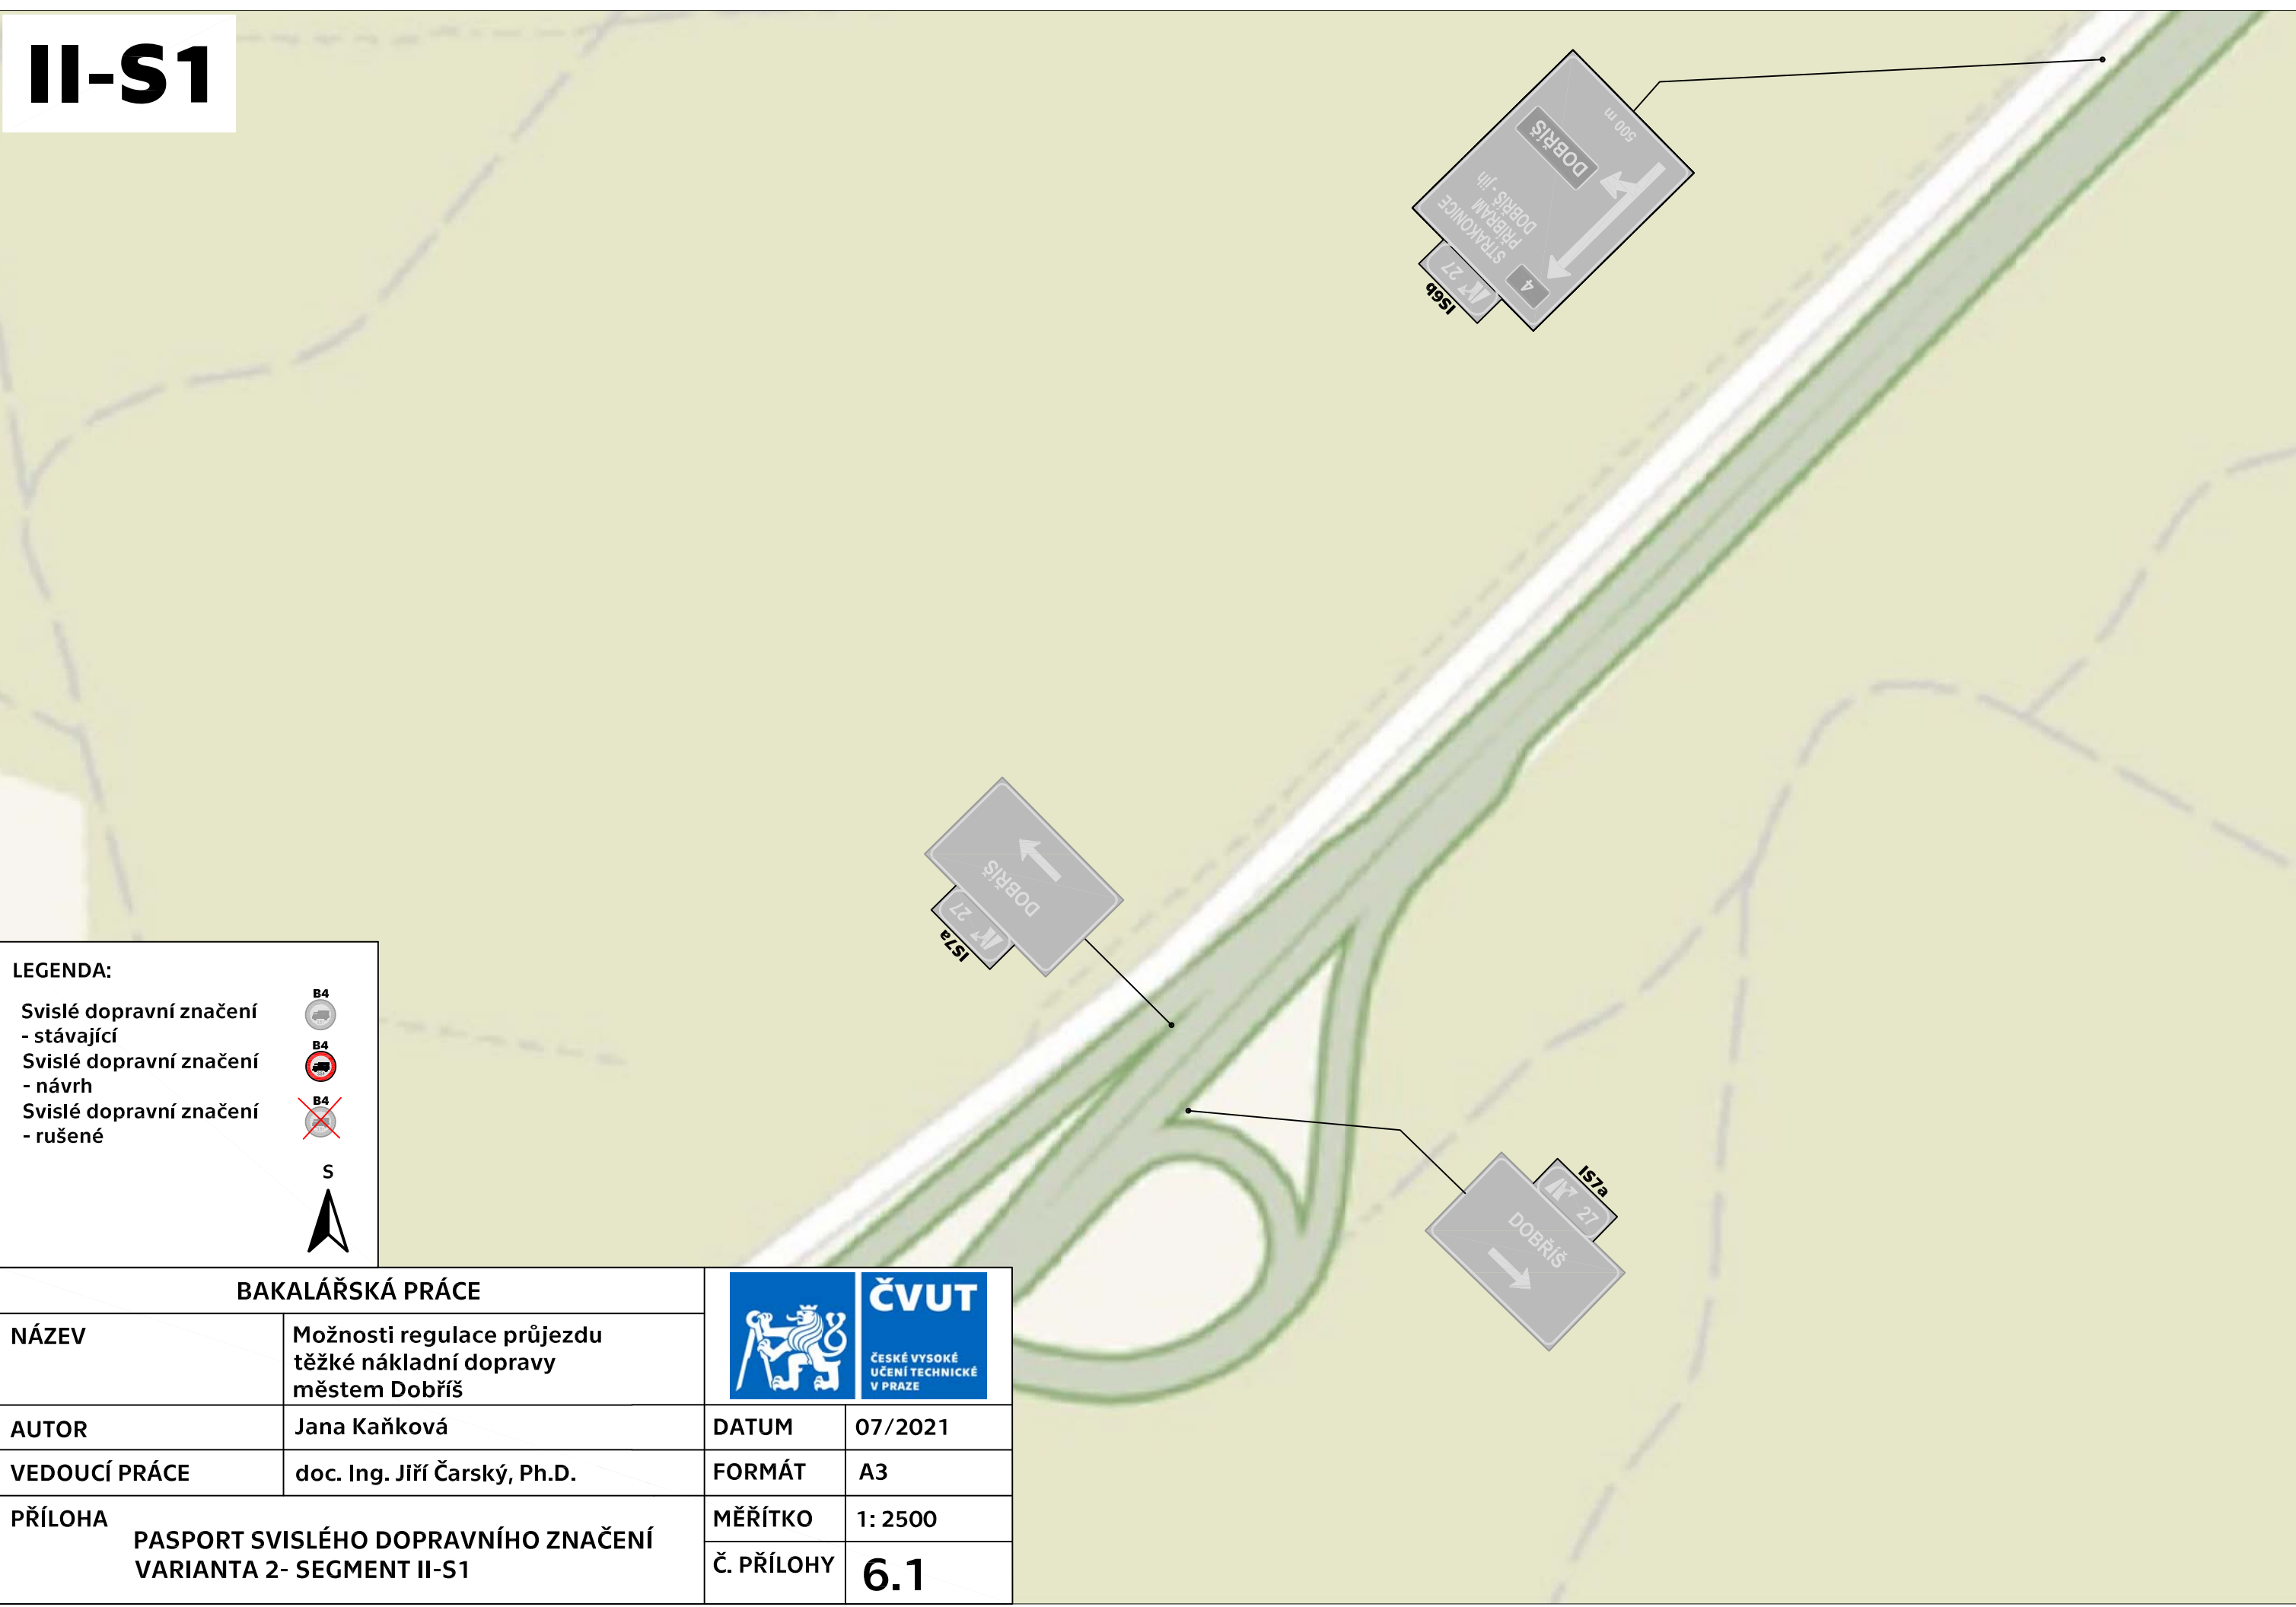 II-S1
500 m
DOBŘÍŠ
STRAKONICE
PŘÍBRAM
DOBŘÍŠ - jih
4
27
IS6b
DOBŘÍŠ
27
IS7a
IS7a
27
DOBŘÍŠ
LEGENDA:
Svislé dopravní značení
- stávající
B4
Svislé dopravní značení
- návrh
B4
Svislé dopravní značení
- rušené
B4
S
BAKALÁŘSKÁ PRÁCE
NÁZEV
Možnosti regulace průjezdu
těžké nákladní dopravy
městem Dobříš
ČVUT
ČESKÉ VYSOKÉ
UČENÍ TECHNICKÉ
V PRAZE
AUTOR
Jana Kaňková
DATUM
07/2021
VEDOUCÍ PRÁCE
doc. Ing. Jiří Čarský, Ph.D.
FORMÁT
A3
PŘÍLOHA
PASPORT SVISLÉHO DOPRAVNÍHO ZNAČENÍ
VARIANTA 2- SEGMENT II-S1
MĚŘÍTKO
1: 2500
Č. PŘÍLOHY
6.1